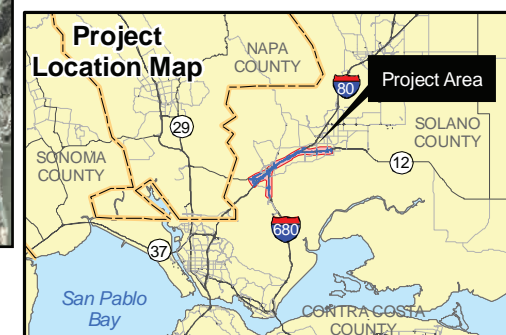 Project
Location Map
NAPA
COUNTY
80
Project Area
29
SOLANO
COUNTY
SONOMA
COUNTY
12
680
37
San Pablo
Bay
CONTRA COSTA
COUNTY